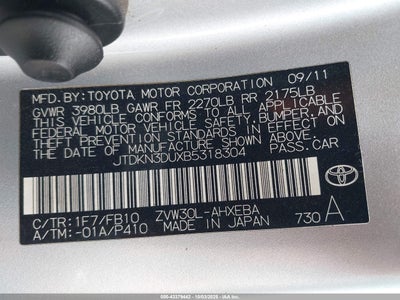 MFD.BY:TOYOTA MOTOR CORPORATION 09/11
GVWR 3980LB GAWR FR 2270LB RR 2175LB
THIS VEHICLE CONFORMS TO ALL APPLICABLE
FEDERAL MOTOR VEHICLE SAFETY, BUMPER, AND
THEFT PREVENTION STANDARDS IN EFFECT ON
THE DATE OF MANUFACTURE SHOWN ABOVE.
JTDKN3DUXB5318304 PASS.CAR
TOYOTA
C/TR:1F7/FB10 ZVW30L-AHXEBA
A/TM:-01A/P410 MADE IN JAPAN 730 A